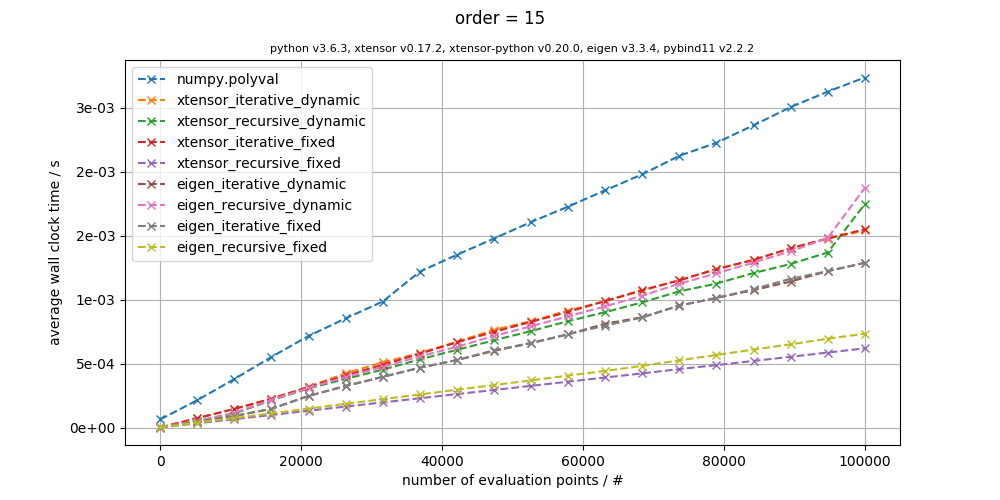 order = 15
python v3.6.3, xtensor v0.17.2, xtensor-python v0.20.0, eigen v3.3.4, pybind11 v2.2.2
numpy.polyval
xtensor_iterative_dynamic
xtensor_recursive_dynamic
xtensor_iterative_fixed
xtensor_recursive_fixed
eigen_iterative_dynamic
eigen_recursive_dynamic
eigen_iterative_fixed
eigen_recursive_fixed
3e-03
2e-03
2e-03
1e-03
5e-04
0e+00
average wall clock time / s
0 20000 40000 60000 80000 100000
number of evaluation points / #